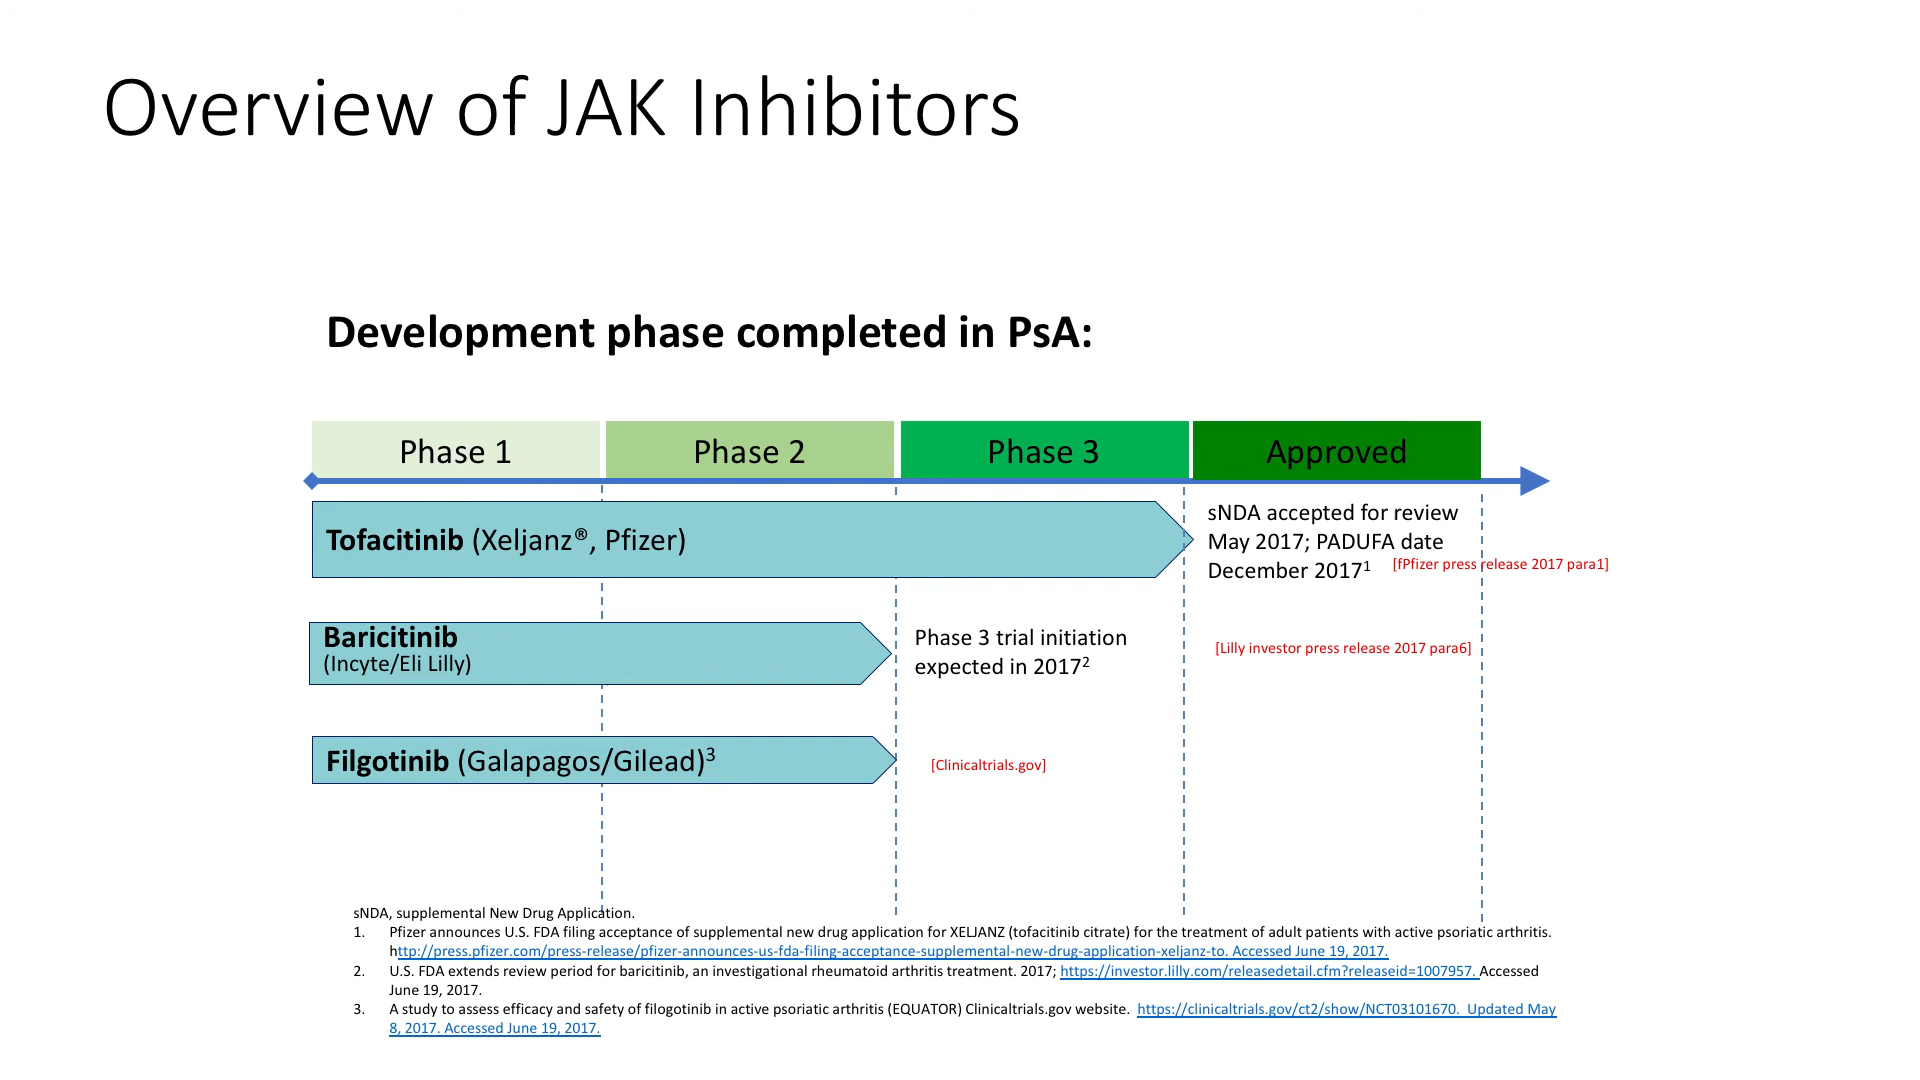 Overview of JAK Inhibitors
Development phase completed in PsA:
Phase 1
Phase 2
Phase 3
Approved
Tofacitinib (Xeljanz®, Pfizer)
sNDA accepted for review
May 2017; PADUFA date
December 2017¹
[fPfizer press release 2017 para1]
Baricitinib
(Incyte/Eli Lilly)
Phase 3 trial initiation
expected in 2017²
[Lilly investor press release 2017 para6]
Filgotinib (Galapagos/Gilead)³
[Clinicaltrials.gov]
sNDA, supplemental New Drug Application.
1. Pfizer announces U.S. FDA filing acceptance of supplemental new drug application for XELJANZ (tofacitinib citrate) for the treatment of adult patients with active psoriatic arthritis.
http://press.pfizer.com/press-release/pfizer-announces-us-fda-filing-acceptance-supplemental-new-drug-application-xeljanz-to. Accessed June 19, 2017.
2. U.S. FDA extends review period for baricitinib, an investigational rheumatoid arthritis treatment. 2017; https://investor.lilly.com/releasedetail.cfm?releaseid=1007957. Accessed
June 19, 2017.
3. A study to assess efficacy and safety of filogotinib in active psoriatic arthritis (EQUATOR) Clinicaltrials.gov website. https://clinicaltrials.gov/ct2/show/NCT03101670. Updated May
8, 2017. Accessed June 19, 2017.